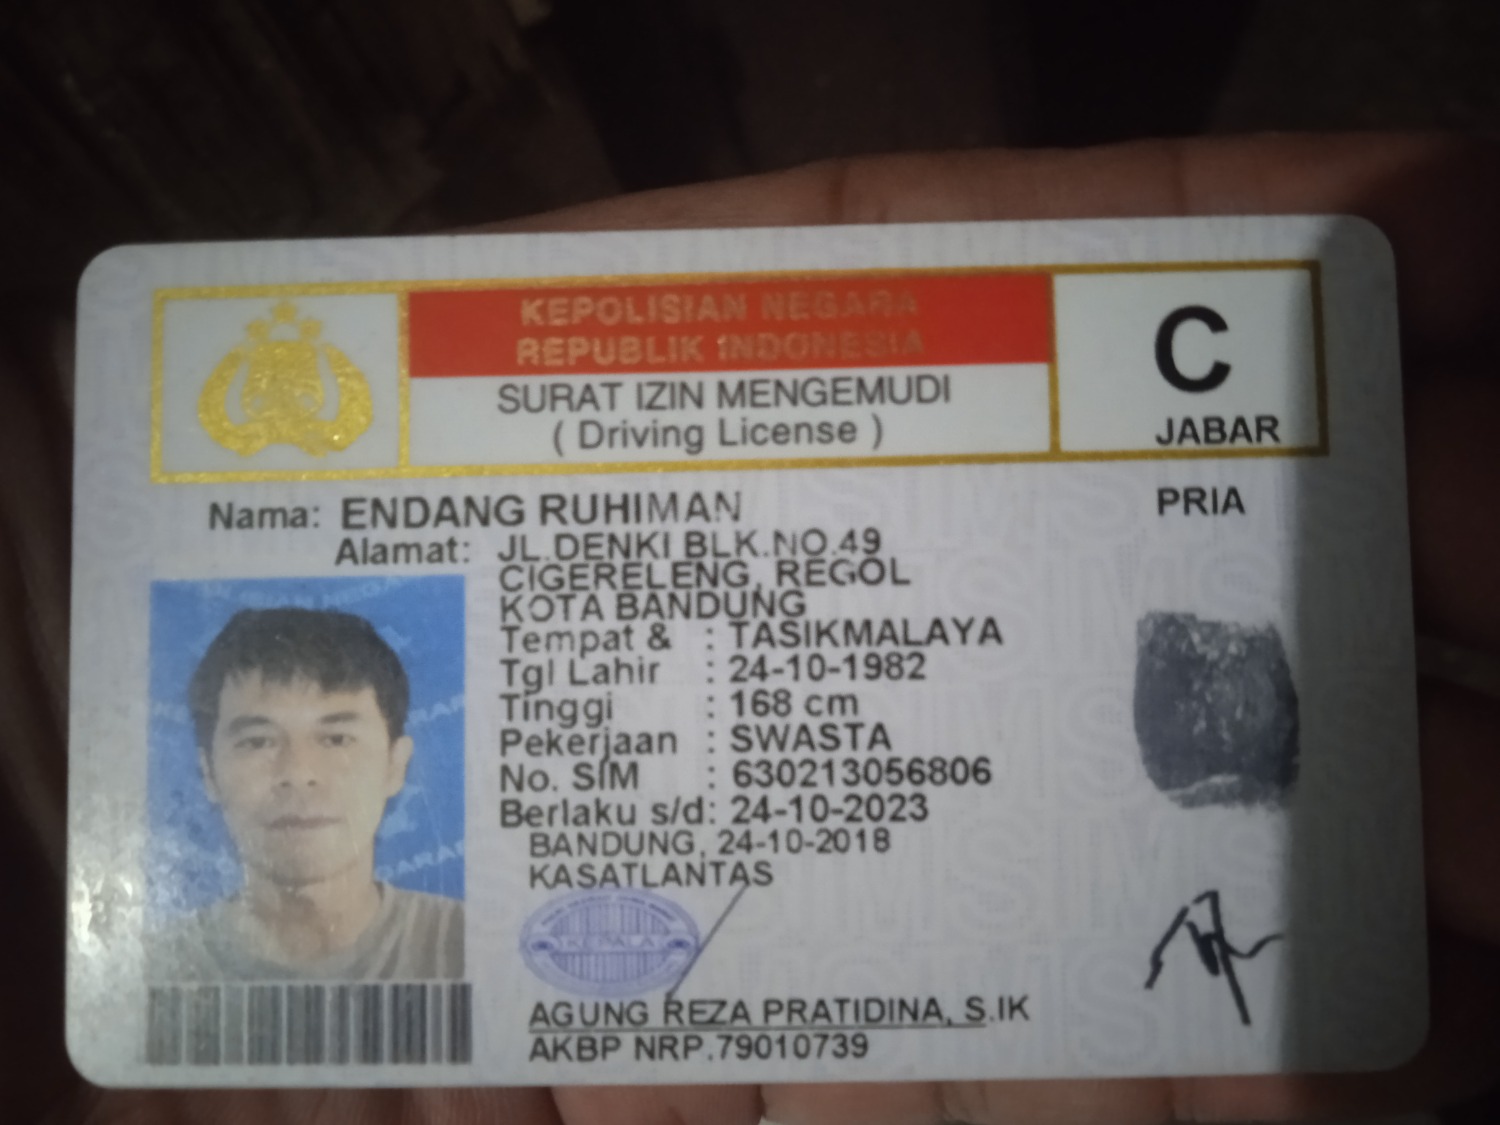 KEPOLISIAN NEGARA
REPUBLIK INDONESIA
SURAT IZIN MENGEMUDI
( Driving License )
C
JABAR
Nama: ENDANG RUHIMAN
PRIA
Alamat: JL.DENKI BLK.NO.49
CIGERELENG, REGOL
KOTA BANDUNG
Tempat & : TASIKMALAYA
Tgl Lahir : 24-10-1982
Tinggi : 168 cm
Pekerjaan : SWASTA
No. SIM : 630213056806
Berlaku s/d: 24-10-2023
BANDUNG, 24-10-2018
KASATLANTAS
KEPALA
AGUNG REZA PRATIDINA, S.IK
AKBP NRP.79010739